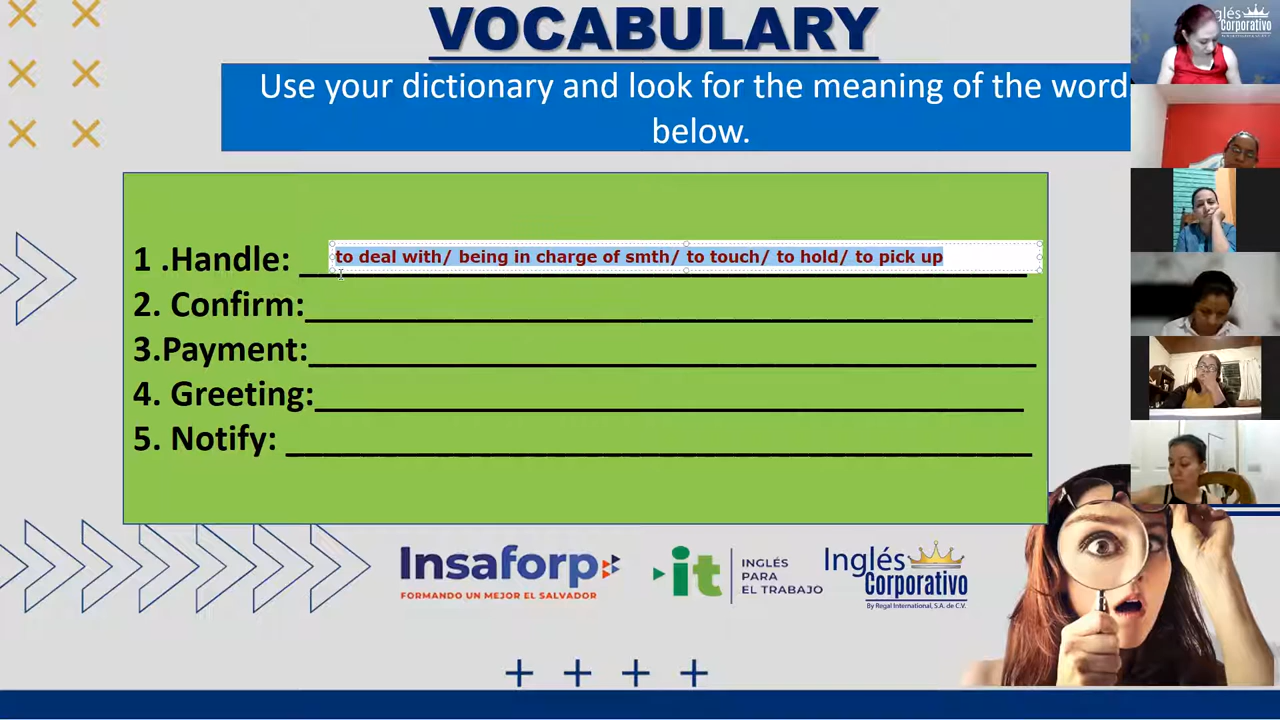 VOCABULARY
Use your dictionary and look for the meaning of the word
below.
1 .Handle: to deal with/ being in charge of smth/ to touch/ to hold/ to pick up
2. Confirm:
3.Payment:
4. Greeting:
5. Notify:
Insaforp
FORMANDO UN MEJOR EL SALVADOR
it INGLÉS
PARA
EL TRABAJO
Inglés
Corporativo
By Regal International, S.A. de C.V.
glés
Corporativo